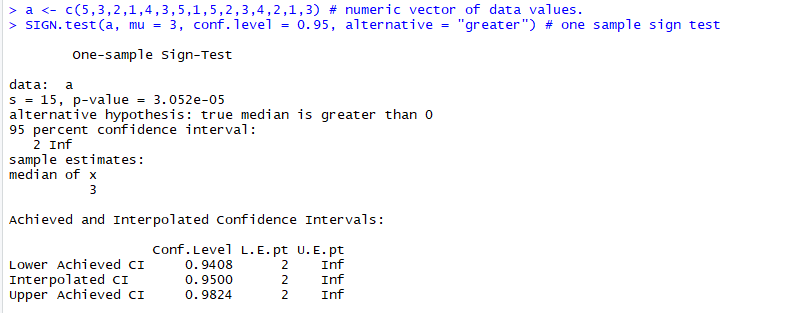 > a <- c(5,3,2,1,4,3,5,1,5,2,3,4,2,1,3) # numeric vector of data values.
> SIGN.test(a, mu = 3, conf.level = 0.95, alternative = "greater") # one sample sign test
One-sample Sign-Test
data:  a
s = 15, p-value = 3.052e-05
alternative hypothesis: true median is greater than 0
95 percent confidence interval:
2 Inf
sample estimates:
median of x
3
Achieved and Interpolated Confidence Intervals:
Conf.Level L.E.pt U.E.pt
Lower Achieved CI 0.9408 2 Inf
Interpolated CI 0.9500 2 Inf
Upper Achieved CI 0.9824 2 Inf